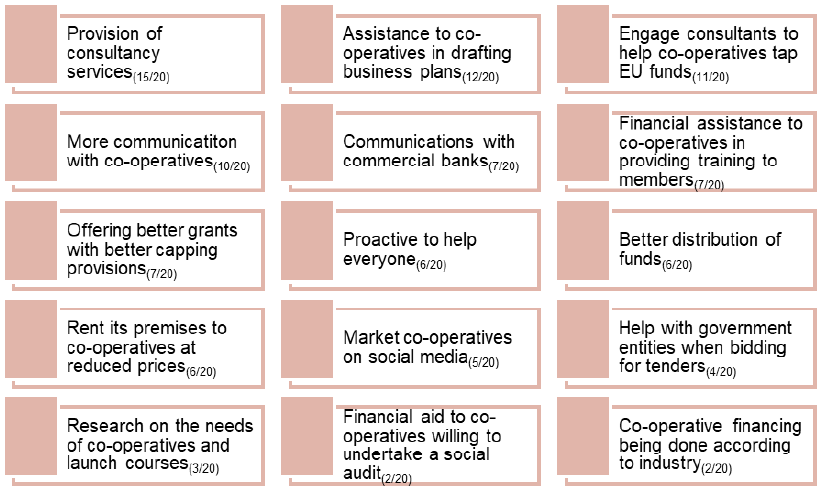 Provision of
consultancy
services(15/20)
Assistance to co-
operatives in drafting
business plans(12/20)
Engage consultants to
help co-operatives tap
EU funds(11/20)
More communicatiton
with co-operatives(10/20)
Communications with
commercial banks(7/20)
Financial assistance to
co-operatives in
providing training to
members(7/20)
Offering better grants
with better capping
provisions(7/20)
Proactive to help
everyone(6/20)
Better distribution of
funds(6/20)
Rent its premises to
co-operatives at
reduced prices(6/20)
Market co-operatives
on social media(5/20)
Help with government
entities when bidding
for tenders(4/20)
Research on the needs
of co-operatives and
launch courses(3/20)
Financial aid to co-
operatives willing to
undertake a social
audit(2/20)
Co-operative financing
being done according
to industry(2/20)